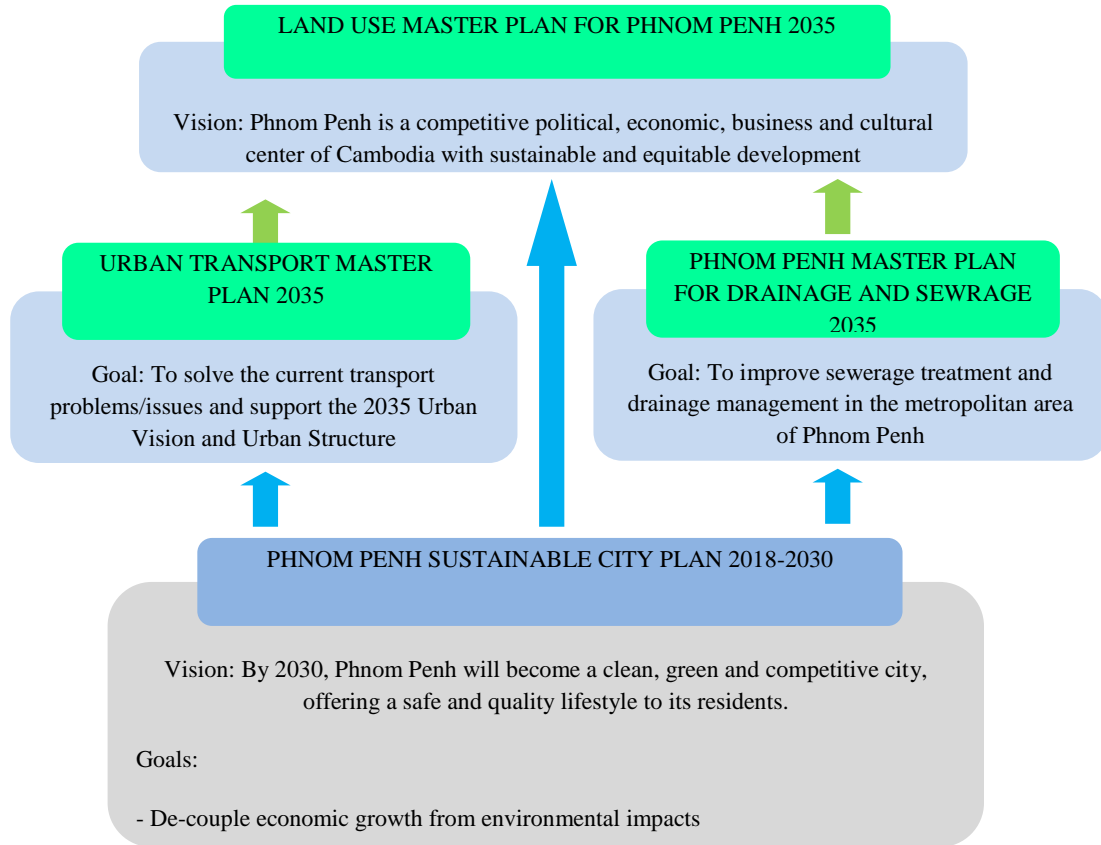 LAND USE MASTER PLAN FOR PHNOM PENH 2035
Vision: Phnom Penh is a competitive political, economic, business and cultural
center of Cambodia with sustainable and equitable development
URBAN TRANSPORT MASTER
PLAN 2035
Goal: To solve the current transport
problems/issues and support the 2035 Urban
Vision and Urban Structure
PHNOM PENH MASTER PLAN
FOR DRAINAGE AND SEWRAGE
2035
Goal: To improve sewerage treatment and
drainage management in the metropolitan area
of Phnom Penh
PHNOM PENH SUSTAINABLE CITY PLAN 2018-2030
Vision: By 2030, Phnom Penh will become a clean, green and competitive city,
offering a safe and quality lifestyle to its residents.
Goals:
- De-couple economic growth from environmental impacts